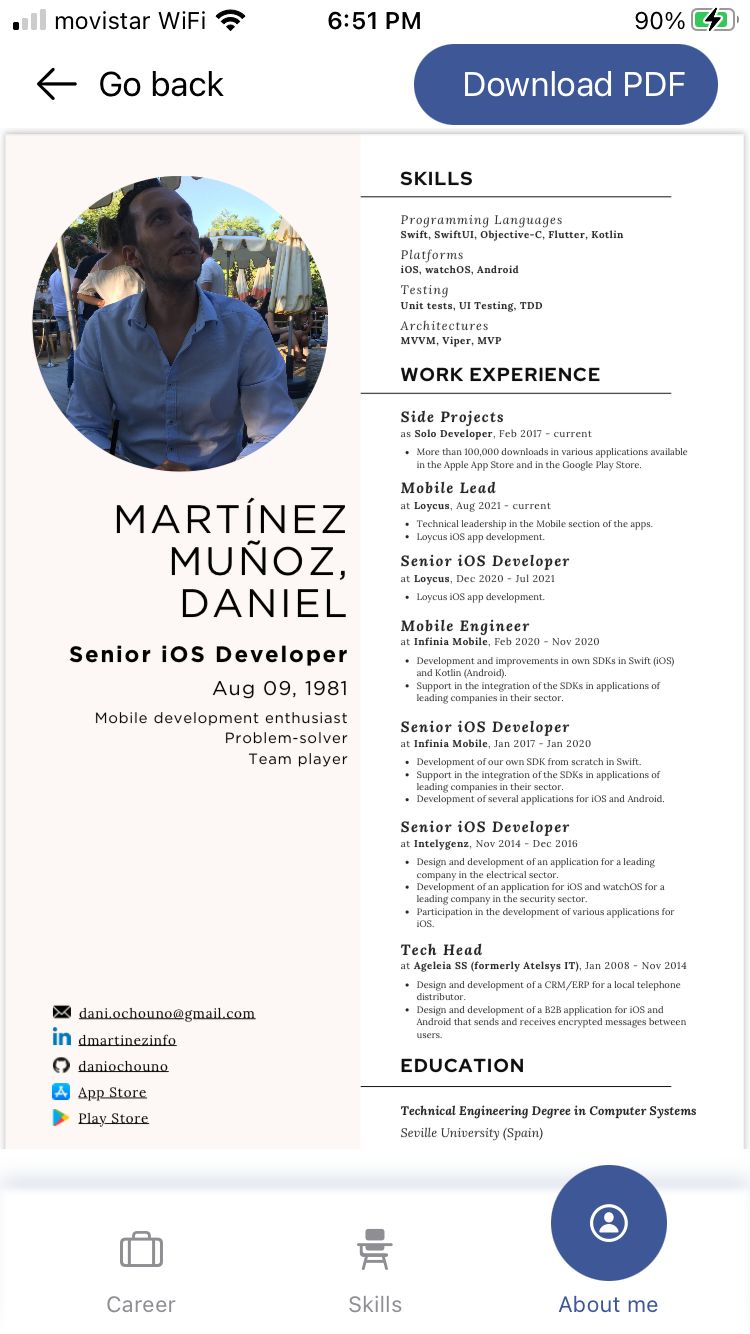 movistar WiFi 6:51 PM 90%
Go back
Download PDF
MARTÍNEZ
MUÑOZ,
DANIEL
Senior iOS Developer
Aug 09, 1981
Mobile development enthusiast
Problem-solver
Team player
dani.ochouno@gmail.com
dmartinezinfo
daniochouno
App Store
Play Store
SKILLS
Programming Languages
Swift, SwiftUI, Objective-C, Flutter, Kotlin
Platforms
iOS, watchOS, Android
Testing
Unit tests, UI Testing, TDD
Architectures
MVVM, Viper, MVP
WORK EXPERIENCE
Side Projects
as Solo Developer, Feb 2017 - current
• More than 100,000 downloads in various applications available
in the Apple App Store and in the Google Play Store.
Mobile Lead
at Loycus, Aug 2021 - current
• Technical leadership in the Mobile section of the apps.
• Loycus iOS app development.
Senior iOS Developer
at Loycus, Dec 2020 - Jul 2021
• Loycus iOS app development.
Mobile Engineer
at Infinia Mobile, Feb 2020 - Nov 2020
• Development and improvements in own SDKs in Swift (iOS)
and Kotlin (Android).
• Support in the integration of the SDKs in applications of
leading companies in their sector.
Senior iOS Developer
at Infinia Mobile, Jan 2017 - Jan 2020
• Development of our own SDK from scratch in Swift.
• Support in the integration of the SDKs in applications of
leading companies in their sector.
• Development of several applications for iOS and Android.
Senior iOS Developer
at Intelygenz, Nov 2014 - Dec 2016
• Design and development of an application for a leading
company in the electrical sector.
• Development of an application for iOS and watchOS for a
leading company in the security sector.
• Participation in the development of various applications for
iOS.
Tech Head
at Ageleia SS (formerly Atelsys IT), Jan 2008 - Nov 2014
• Design and development of a CRM/ERP for a local telephone
distributor.
• Design and development of a B2B application for iOS and
Android that sends and receives encrypted messages between
users.
EDUCATION
Technical Engineering Degree in Computer Systems
Seville University (Spain)
Career
Skills
About me